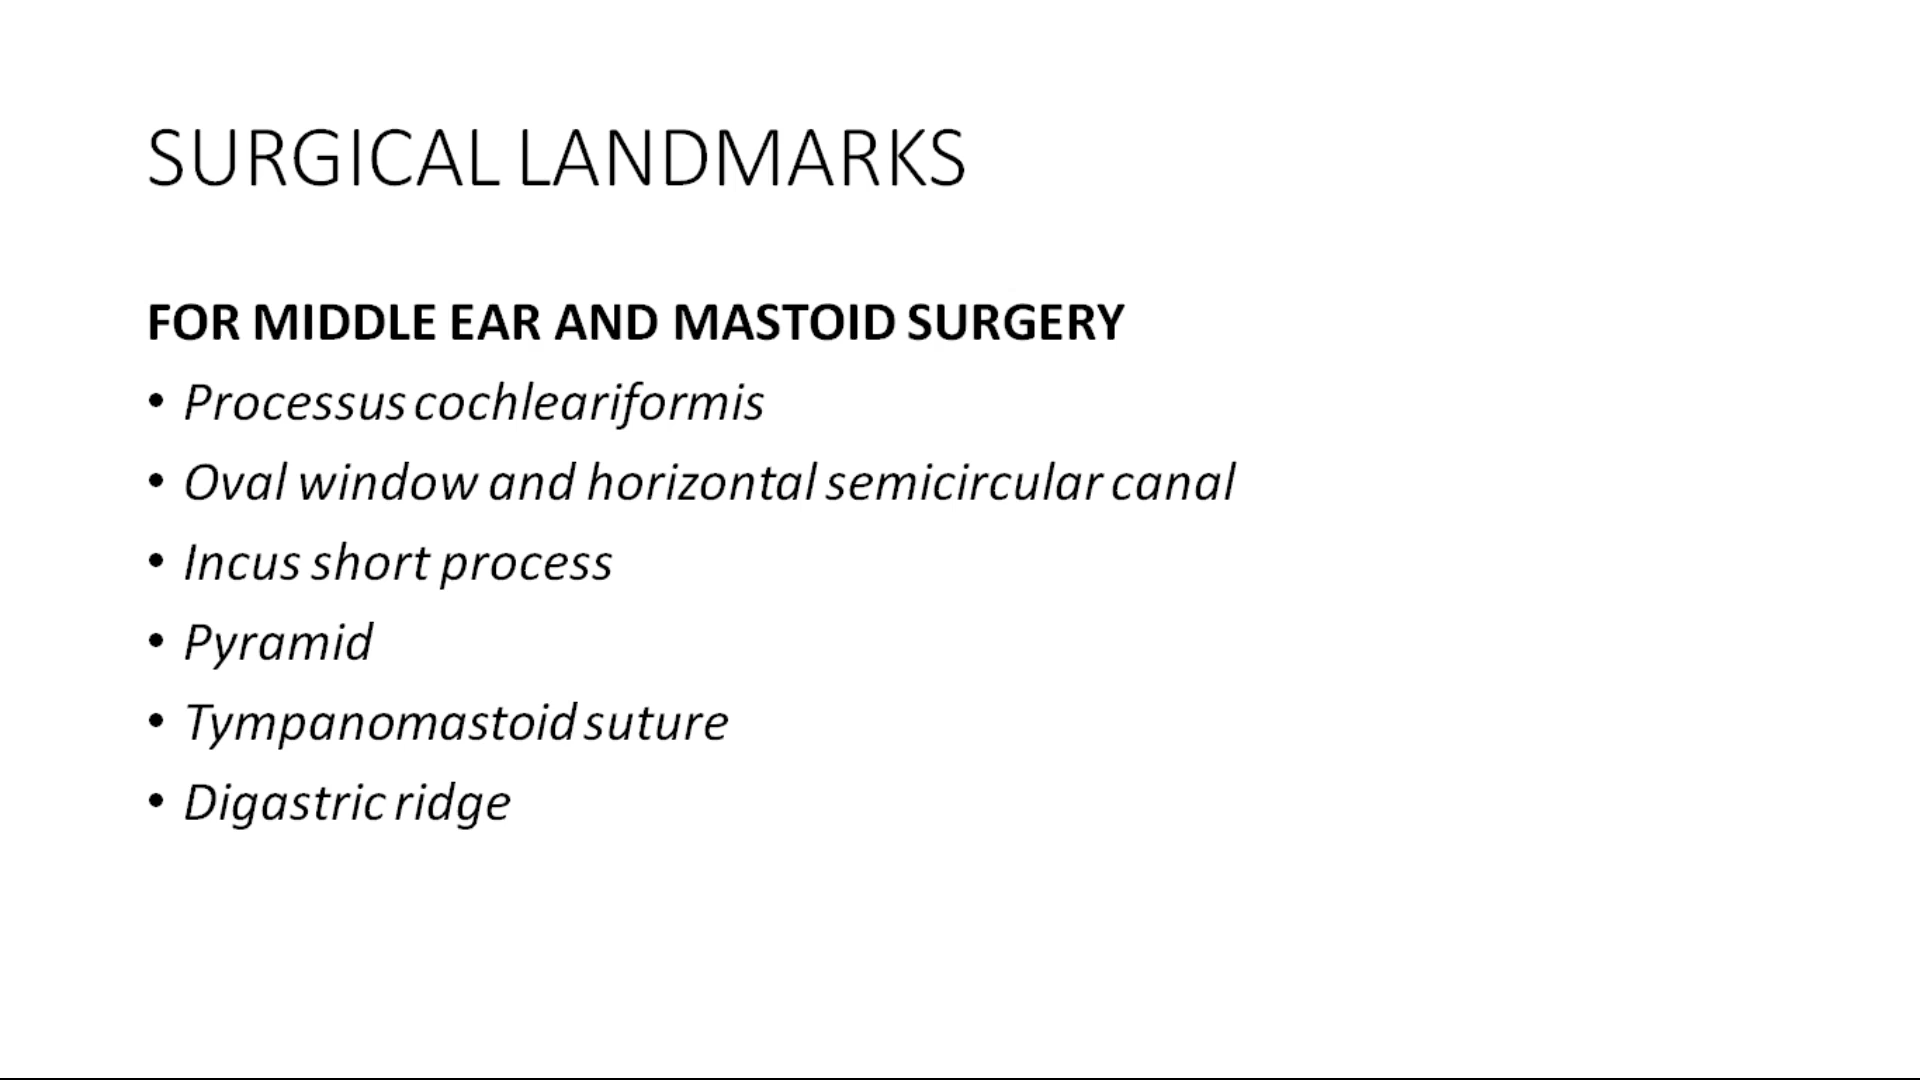 SURGICAL LANDMARKS
FOR MIDDLE EAR AND MASTOID SURGERY
• Processus cochleariformis
• Oval window and horizontal semicircular canal
• Incus short process
• Pyramid
• Tympanomastoid suture
• Digastric ridge